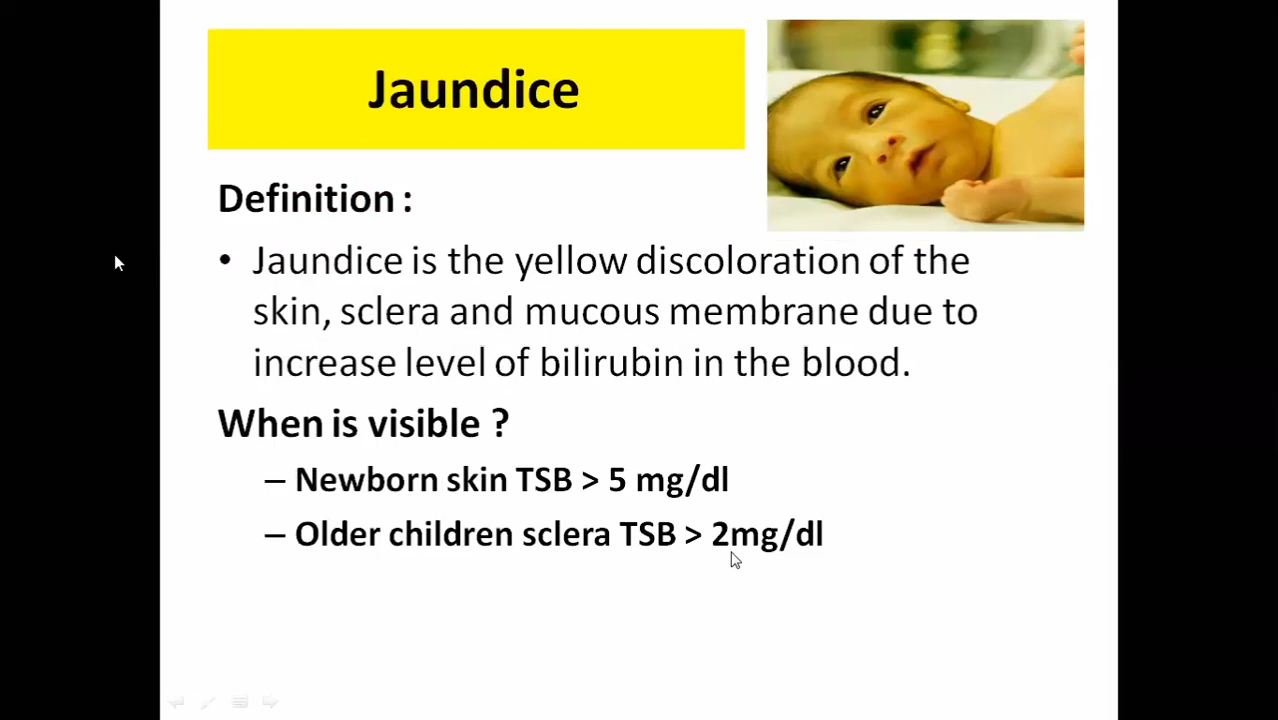 Jaundice
Definition :
• Jaundice is the yellow discoloration of the
skin, sclera and mucous membrane due to
increase level of bilirubin in the blood.
When is visible ?
– Newborn skin TSB > 5 mg/dl
– Older children sclera TSB > 2mg/dl